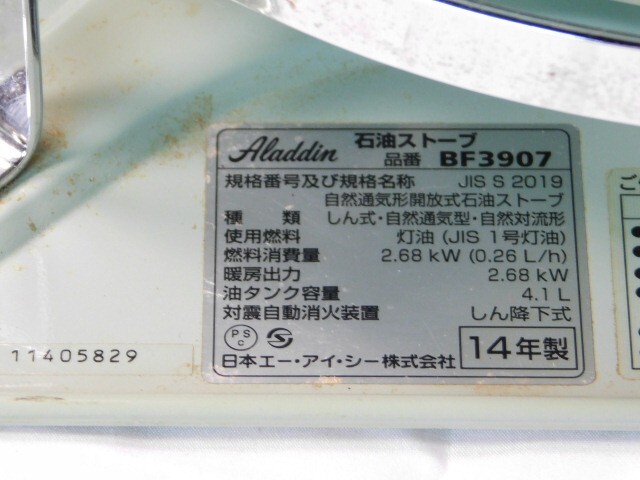 Aladdin 石油ストーブ
品番 BF3907
規格番号及び規格名称 JIS S 2019
自然通気形開放式石油ストーブ
種類 しん式・自然通気型・自然対流形
使用燃料 灯油 (JIS 1号灯油)
燃料消費量 2.68 kW (0.26 L/h)
暖房出力 2.68 kW
油タンク容量 4.1 L
対震自動消火装置 しん降下式
PS C
日本エー・アイ・シー株式会社 14年製
11405829